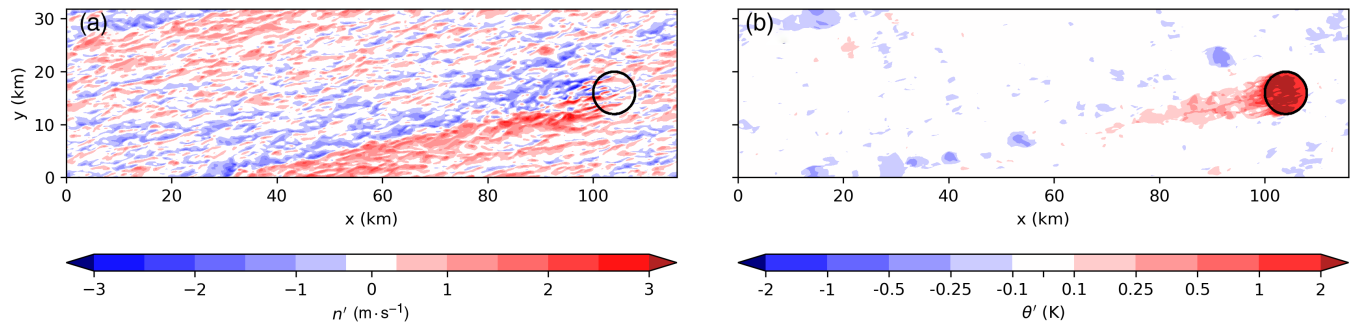 (a)
(b)
30
20
10
0
y (km)
0 20 40 60 80 100
x (km)
0 20 40 60 80 100
x (km)
−3 −2 −1 0 1 2 3
n′ (m·s⁻¹)
-2 -1 -0.5 -0.25 -0.1 0.1 0.25 0.5 1 2
θ′ (K)